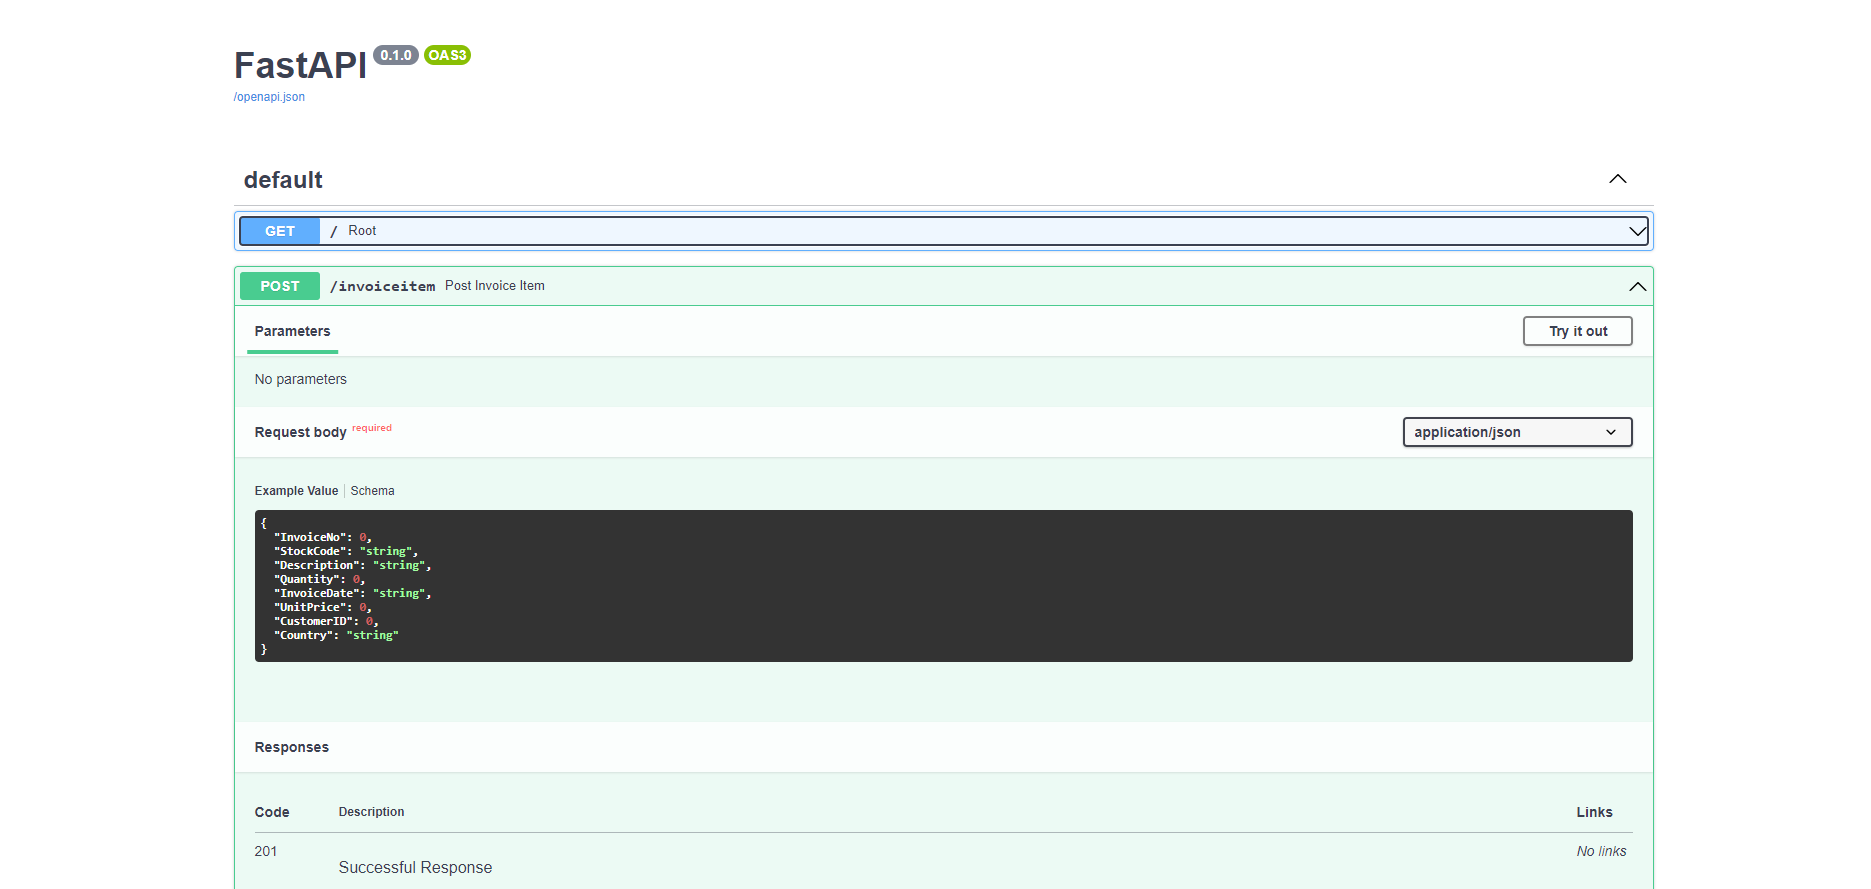 FastAPI 0.1.0 OAS3
/openapi.json
default
GET / Root
POST /invoiceitem Post Invoice Item
Parameters Try it out
No parameters
Request body required application/json
Example Value Schema
{
"InvoiceNo": 0,
"StockCode": "string",
"Description": "string",
"Quantity": 0,
"InvoiceDate": "string",
"UnitPrice": 0,
"CustomerID": 0,
"Country": "string"
}
Responses
Code Description Links
201 No links
Successful Response